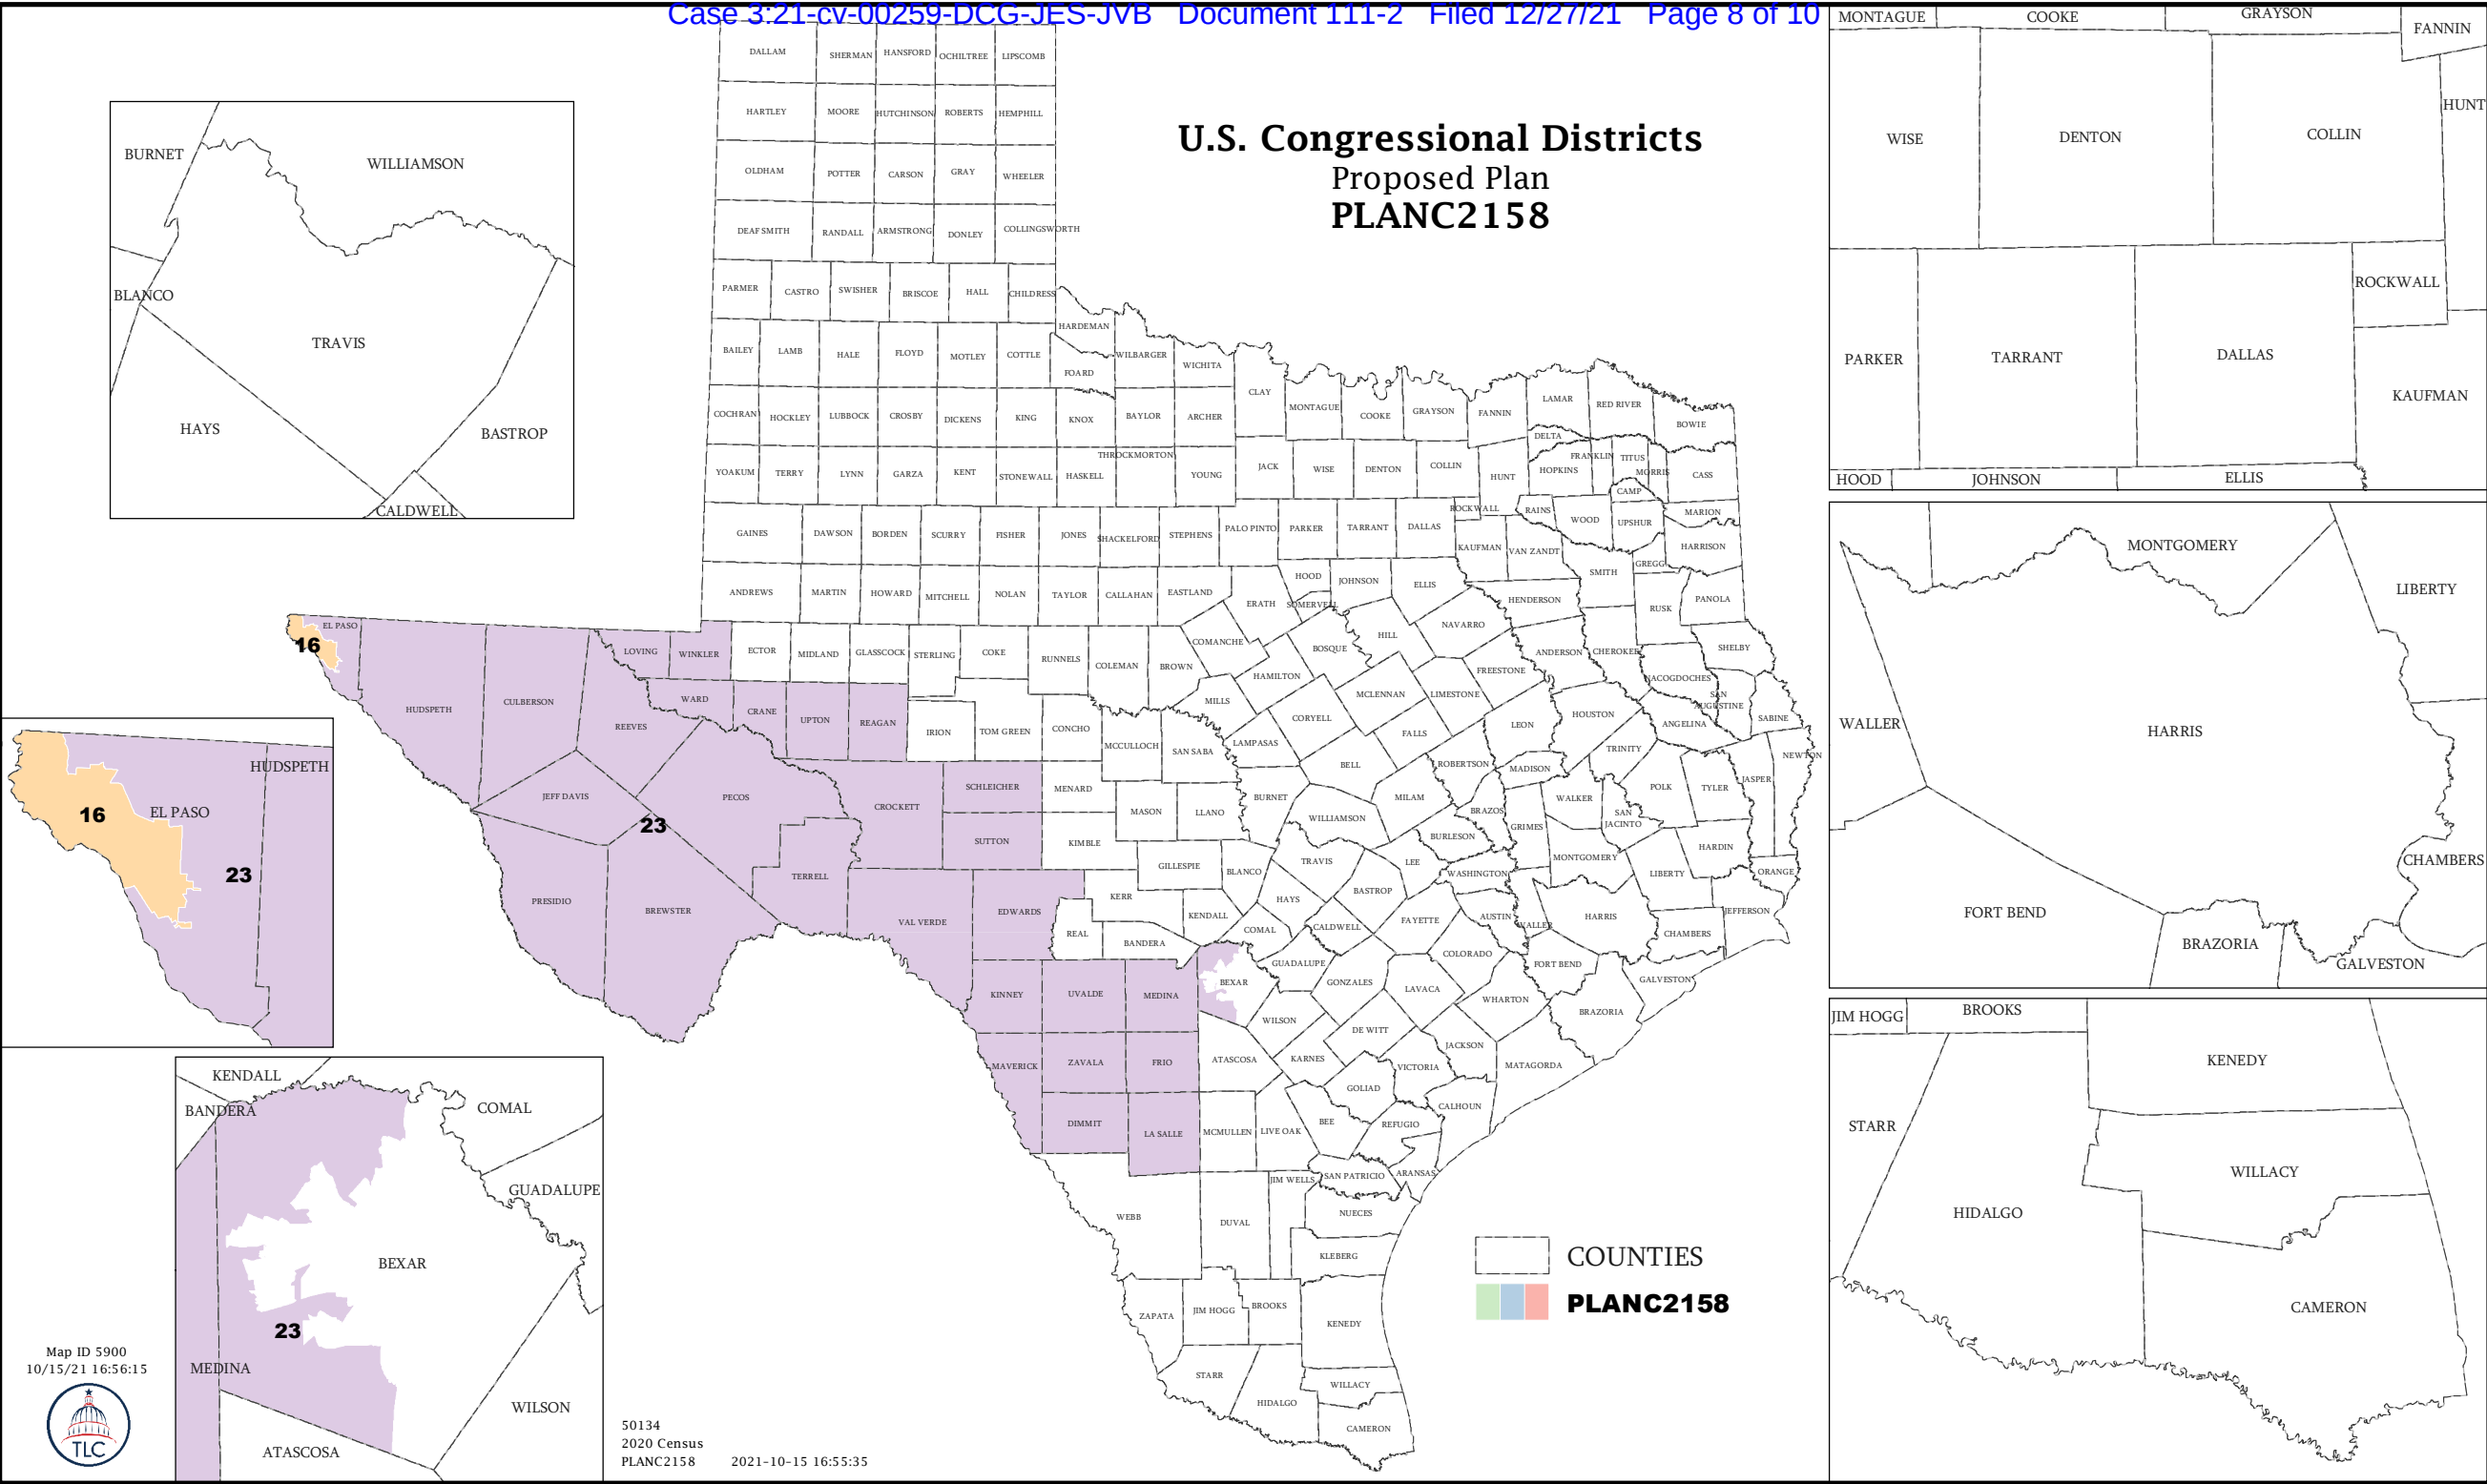 Case 3:21-cv-00259-DCG-JES-JVB Document 111-2 Filed 12/27/21 Page 8 of 10
U.S. Congressional Districts
Proposed Plan
PLANC2158
DALLAM SHERMAN HANSFORD OCHILTREE LIPSCOMB
HARTLEY MOORE HUTCHINSON ROBERTS HEMPHILL
OLDHAM POTTER CARSON GRAY WHEELER
DEAF SMITH RANDALL ARMSTRONG DONLEY COLLINGSWORTH
PARMER CASTRO SWISHER BRISCOE HALL CHILDRESS
HARDEMAN
BAILEY LAMB HALE FLOYD MOTLEY COTTLE FOARD WILBARGER WICHITA
CLAY MONTAGUE COOKE GRAYSON FANNIN LAMAR RED RIVER BOWIE
COCHRAN HOCKLEY LUBBOCK CROSBY DICKENS KING KNOX BAYLOR ARCHER
DELTA FRANKLIN TITUS MORRIS CASS
YOAKUM TERRY LYNN GARZA KENT STONEWALL HASKELL THROCKMORTON YOUNG JACK WISE DENTON COLLIN HUNT HOPKINS CAMP
ROCKWALL RAINS WOOD UPSHUR MARION
GAINES DAWSON BORDEN SCURRY FISHER JONES SHACKELFORD STEPHENS PALO PINTO PARKER TARRANT DALLAS KAUFMAN VAN ZANDT HARRISON
SMITH GREGG
ANDREWS MARTIN HOWARD MITCHELL NOLAN TAYLOR CALLAHAN EASTLAND ERATH HOOD SOMERVELL JOHNSON ELLIS HENDERSON RUSK PANOLA
EL PASO
16
HUDSPETH CULBERSON REEVES LOVING WINKLER ECTOR MIDLAND GLASSCOCK STERLING COKE RUNNELS COLEMAN BROWN COMANCHE BOSQUE HILL NAVARRO ANDERSON CHEROKEE SHELBY
WARD CRANE UPTON REAGAN IRION TOM GREEN CONCHO MCCULLOCH SAN SABA MILLS HAMILTON CORYELL MCLENNAN LIMESTONE FREESTONE NACOGDOCHES
SAN AUGUSTINE
SABINE
LAMPASAS FALLS LEON HOUSTON ANGELINA TRINITY NEWTON
JEFF DAVIS PECOS CROCKETT SCHLEICHER MENARD MASON LLANO BURNET BELL MILAM ROBERTSON MADISON WALKER POLK TYLER JASPER
23
SUTTON KIMBLE WILLIAMSON BRAZOS GRIMES
SAN JACINTO
BURLESON HARDIN
PRESIDIO BREWSTER TERRELL VAL VERDE EDWARDS KERR GILLESPIE BLANCO TRAVIS LEE WASHINGTON MONTGOMERY LIBERTY ORANGE
REAL BANDERA KENDALL HAYS BASTROP FAYETTE AUSTIN WALLER HARRIS CHAMBERS JEFFERSON
COMAL CALDWELL COLORADO FORT BEND GALVESTON
KINNEY UVALDE MEDINA BEXAR GUADALUPE GONZALES LAVACA WHARTON BRAZORIA
WILSON DE WITT JACKSON
MAVERICK ZAVALA FRIO ATASCOSA KARNES GOLIAD VICTORIA MATAGORDA
DIMMIT LA SALLE MCMULLEN LIVE OAK BEE REFUGIO CALHOUN
JIM WELLS SAN PATRICIO ARANSAS
WEBB DUVAL NUECES
KLEBERG
ZAPATA JIM HOGG BROOKS KENEDY
STARR HIDALGO WILLACY
CAMERON
BURNET WILLIAMSON
BLANCO
TRAVIS
HAYS BASTROP
CALDWELL
HUDSPETH
16 EL PASO
23
KENDALL
BANDERA COMAL
GUADALUPE
BEXAR
23
MEDINA
WILSON
ATASCOSA
MONTAGUE COOKE GRAYSON
FANNIN
HUNT
WISE DENTON COLLIN
ROCKWALL
PARKER TARRANT DALLAS
KAUFMAN
HOOD JOHNSON ELLIS
MONTGOMERY
LIBERTY
WALLER HARRIS
CHAMBERS
FORT BEND
BRAZORIA
GALVESTON
JIM HOGG BROOKS
KENEDY
STARR
WILLACY
HIDALGO
CAMERON
COUNTIES
PLANC2158
Map ID 5900
10/15/21 16:56:15
TLC
50134
2020 Census
PLANC2158 2021-10-15 16:55:35